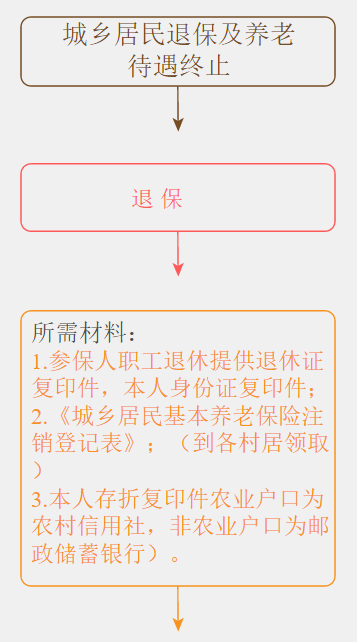 城乡居民退保及养老
待遇终止
退 保
所需材料：
1.参保人职工退休提供退休证
复印件，本人身份证复印件；
2.《城乡居民基本养老保险注
销登记表》；（到各村居领取
）
3.本人存折复印件农业户口为
农村信用社，非农业户口为邮
政储蓄银行）。